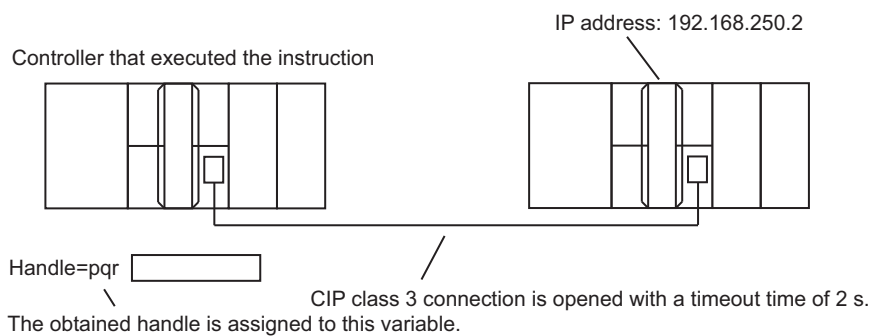 IP address: 192.168.250.2
Controller that executed the instruction
Handle=pqr
CIP class 3 connection is opened with a timeout time of 2 s.
The obtained handle is assigned to this variable.